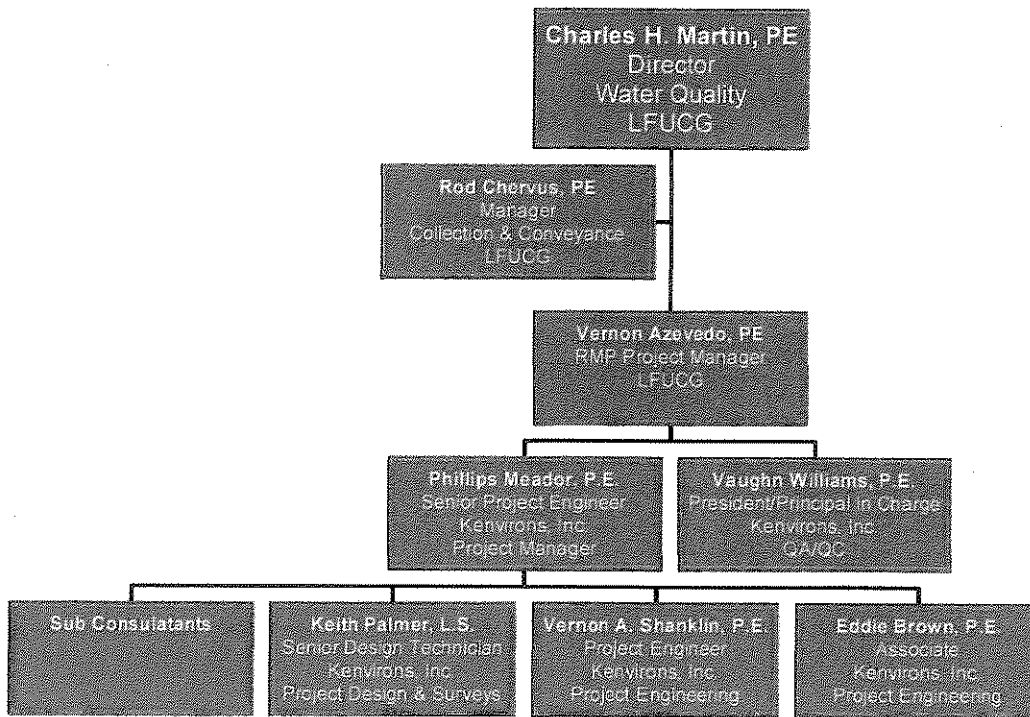 Charles H. Martin, PE
Director
Water Quality
LFUCG
Rod Chervus, PE
Manager
Collection & Conveyance
LFUCG
Vernon Azevedo, PE
RMP Project Manager
LFUCG
Phillips Meador, P.E.
Senior Project Engineer
Kenvirons, Inc
Project Manager
Vaughn Williams, P.E.
President/Principal In Charge
Kenvirons, Inc
QA/QC
Sub Consulatants
Keith Palmer, L.S.
Senior Design Technician
Kenvirons, Inc
Project Design & Surveys
Vernon A. Shanklin, P.E.
Project Engineer
Kenvirons, Inc
Project Engineering
Eddie Brown, P.E.
Associate
Kenvirons, Inc
Project Engineering